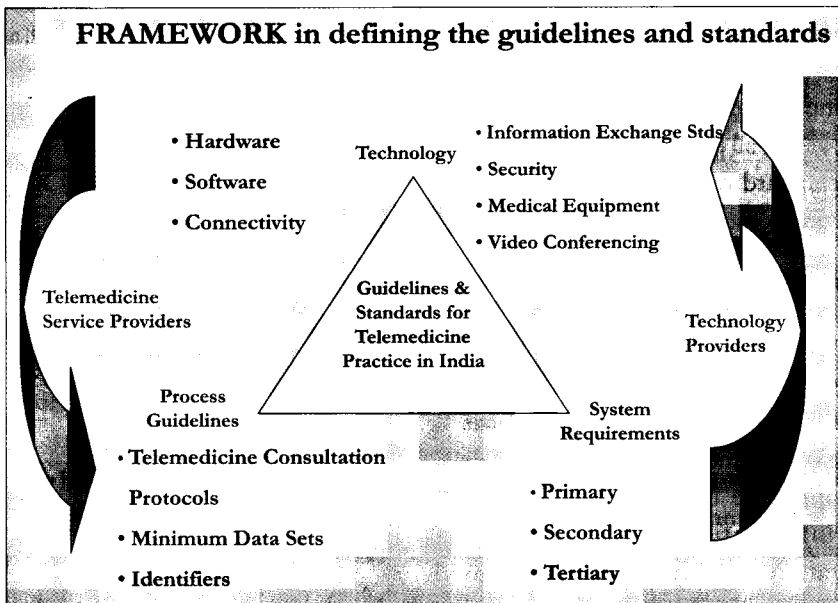 FRAMEWORK in defining the guidelines and standards
• Hardware
• Software
• Connectivity
Technology
• Information Exchange Stds
• Security
• Medical Equipment
• Video Conferencing
Telemedicine
Service Providers
Guidelines &
Standards for
Telemedicine
Practice in India
Technology
Providers
Process
Guidelines
System
Requirements
• Telemedicine Consultation
Protocols
• Minimum Data Sets
• Identifiers
• Primary
• Secondary
• Tertiary